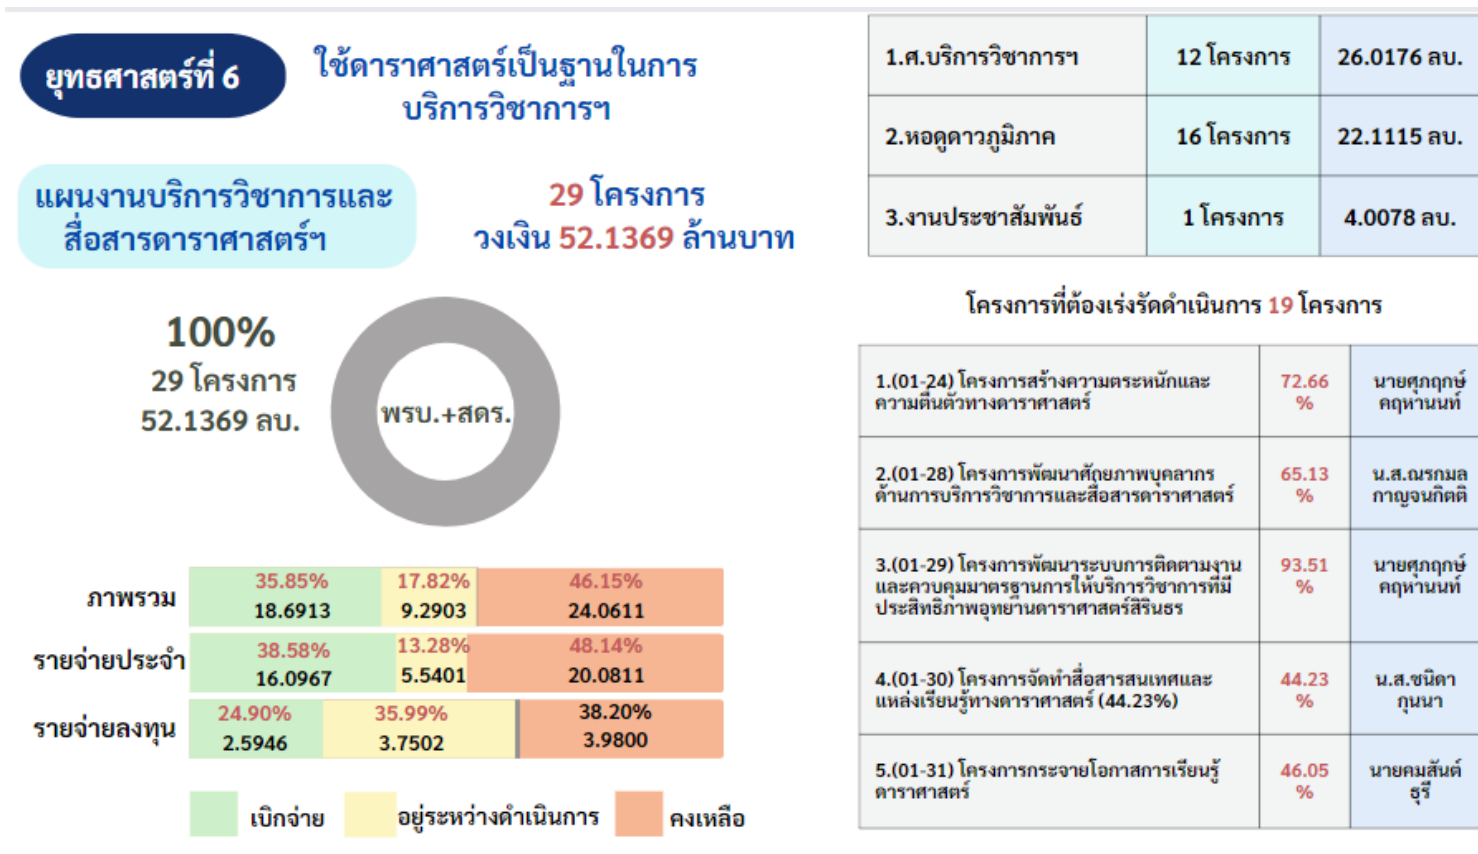 ยุทธศาสตร์ที่ 6
ใช้ดาราศาสตร์เป็นฐานในการ
บริการวิชาการฯ
แผนงานบริการวิชาการและ
สื่อสารดาราศาสตร์ฯ
29 โครงการ
วงเงิน 52.1369 ล้านบาท
100%
29 โครงการ
52.1369 ลบ.
พรบ.+สดร.
ภาพรวม
35.85% 17.82% 46.15%
18.6913 9.2903 24.0611
รายจ่ายประจำ
38.58% 13.28% 48.14%
16.0967 5.5401 20.0811
รายจ่ายลงทุน
24.90% 35.99% 38.20%
2.5946 3.7502 3.9800
เบิกจ่าย อยู่ระหว่างดำเนินการ คงเหลือ
1.ศ.บริการวิชาการฯ 12 โครงการ 26.0176 ลบ.
2.หอดูดาวภูมิภาค 16 โครงการ 22.1115 ลบ.
3.งานประชาสัมพันธ์ 1 โครงการ 4.0078 ลบ.
โครงการที่ต้องเร่งรัดดำเนินการ 19 โครงการ
1.(01-24) โครงการสร้างความตระหนักและ
ความตื่นตัวทางดาราศาสตร์
72.66
%
นายศุภฤกษ์
คฤหานนท์
2.(01-28) โครงการพัฒนาศักยภาพบุคลากร
ด้านการบริการวิชาการและสื่อสารดาราศาสตร์
65.13
%
น.ส.ณรกมล
กาญจนกิตติ
3.(01-29) โครงการพัฒนาระบบการติดตามงาน
และควบคุมมาตรฐานการให้บริการวิชาการที่มี
ประสิทธิภาพอุทยานดาราศาสตร์สิรินธร
93.51
%
นายศุภฤกษ์
คฤหานนท์
4.(01-30) โครงการจัดทำสื่อสารสนเทศและ
แหล่งเรียนรู้ทางดาราศาสตร์ (44.23%)
44.23
%
น.ส.ชนิดา
กุนนา
5.(01-31) โครงการกระจายโอกาสการเรียนรู้
ดาราศาสตร์
46.05
%
นายคมสันต์
ธุรี